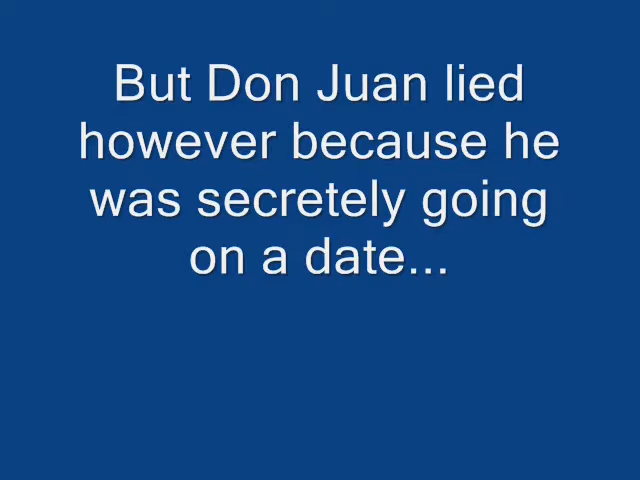 But Don Juan lied
however because he
was secretely going
on a date...